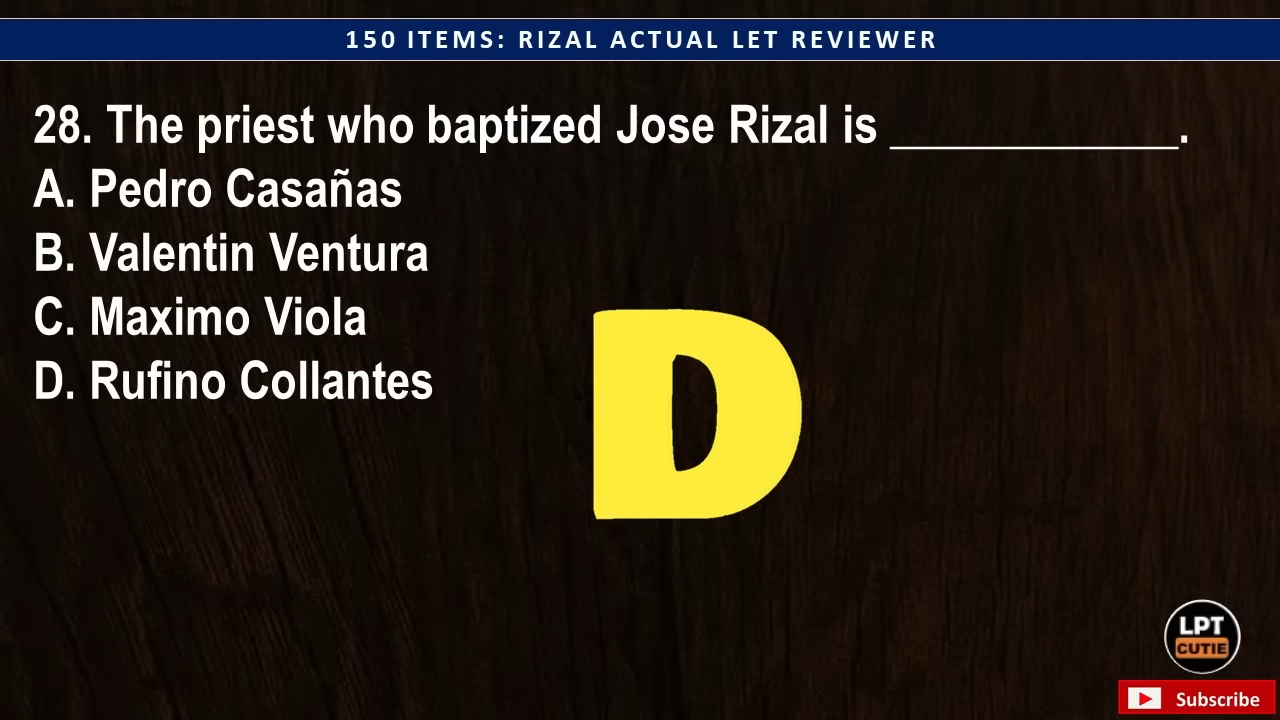 150 ITEMS: RIZAL ACTUAL LET REVIEWER
28. The priest who baptized Jose Rizal is ____________.
A. Pedro Casañas
B. Valentin Ventura
C. Maximo Viola
D. Rufino Collantes
D
LPT
CUTIE
Subscribe